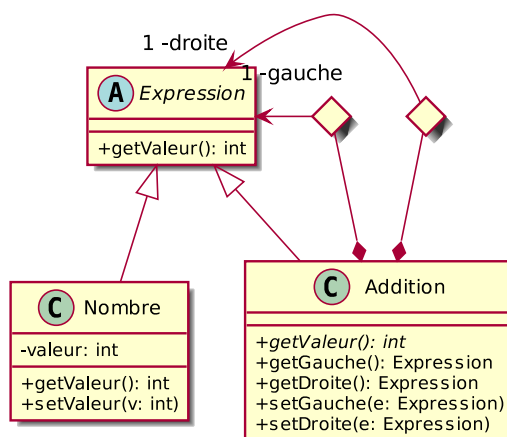 1 -droite
1 -gauche
A Expression
+getValeur(): int
C Nombre
-valeur: int
+getValeur(): int
+setValeur(v: int)
C Addition
+getValeur(): int
+getGauche(): Expression
+getDroite(): Expression
+setGauche(e: Expression)
+setDroite(e: Expression)